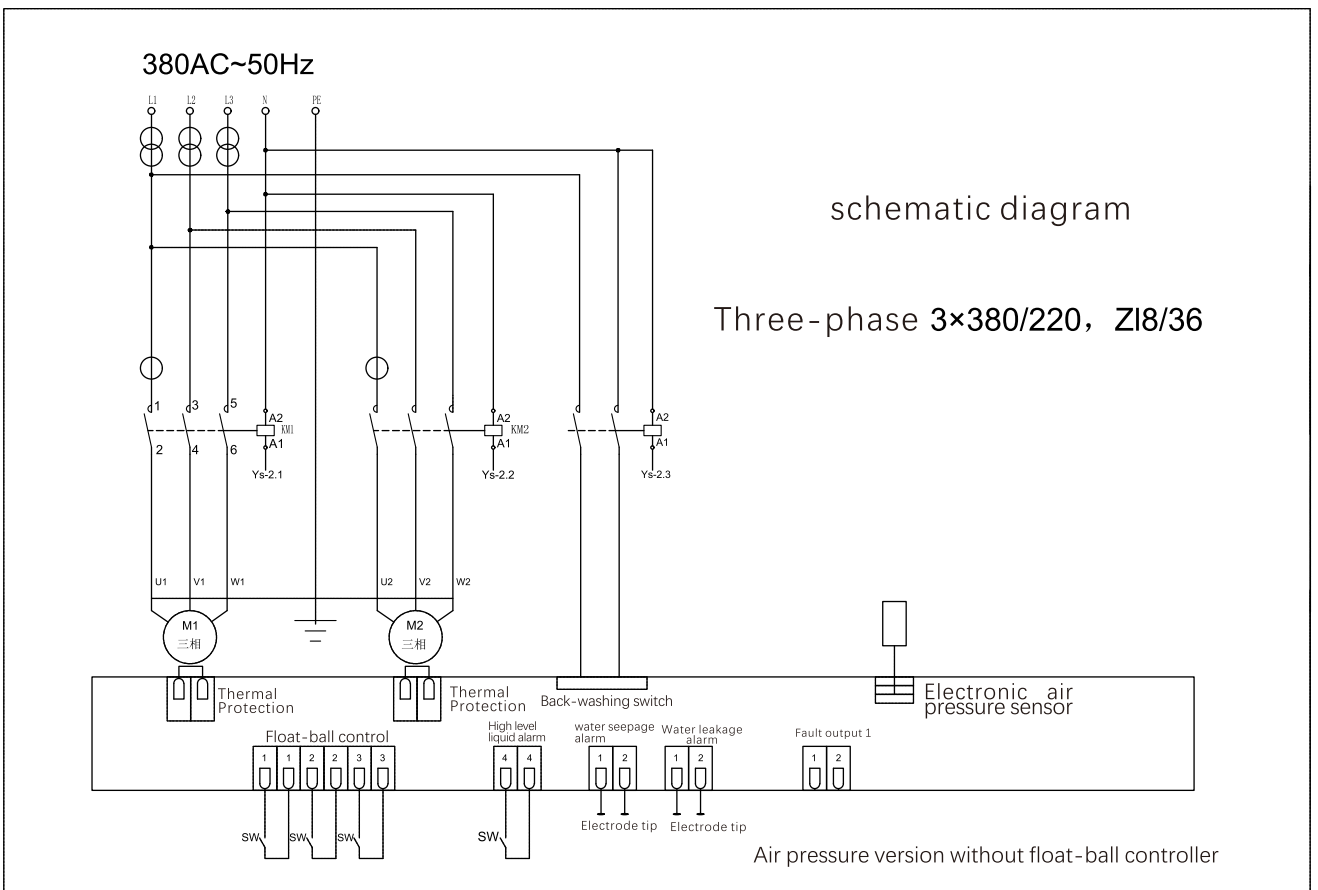 380AC~50Hz
L1 L2 L3 N PE
schematic diagram
Three-phase 3×380/220，ZI8/36
1 3 5 A2 A2 A2
KM1 KM2
2 4 6 A1 A1 A1
Ys-2.1 Ys-2.2 Ys-2.3
U1 V1 W1 U2 V2 W2
M1 M2
三相 三相
Thermal
Protection
Thermal
Protection
Back-washing switch
Electronic air
pressure sensor
Float-ball control
High level
liquid alarm
water seepage
alarm
Water leakage
alarm
Fault output 1
1 1 2 2 3 3 4 4 1 2 1 2 1 2
SW SW SW SW
Electrode tip Electrode tip
Air pressure version without float-ball controller